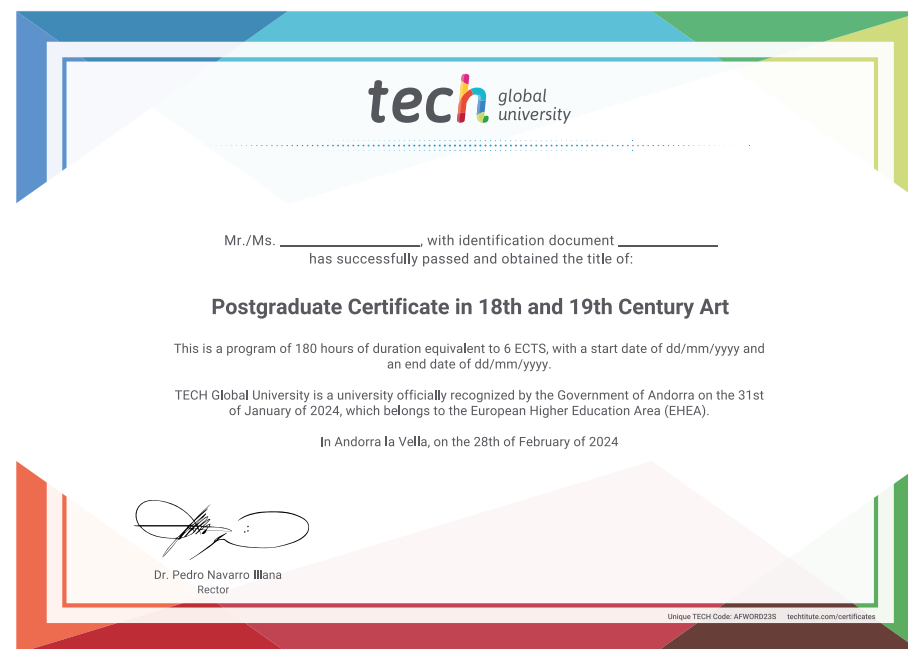 tech global university
Mr./Ms. ____________, with identification document ____________
has successfully passed and obtained the title of:
Postgraduate Certificate in 18th and 19th Century Art
This is a program of 180 hours of duration equivalent to 6 ECTS, with a start date of dd/mm/yyyy and
an end date of dd/mm/yyyy.
TECH Global University is a university officially recognized by the Government of Andorra on the 31st
of January of 2024, which belongs to the European Higher Education Area (EHEA).
In Andorra la Vella, on the 28th of February of 2024
Dr. Pedro Navarro Illana
Rector
Unique TECH Code: AFWORD23S techtitute.com/certificates